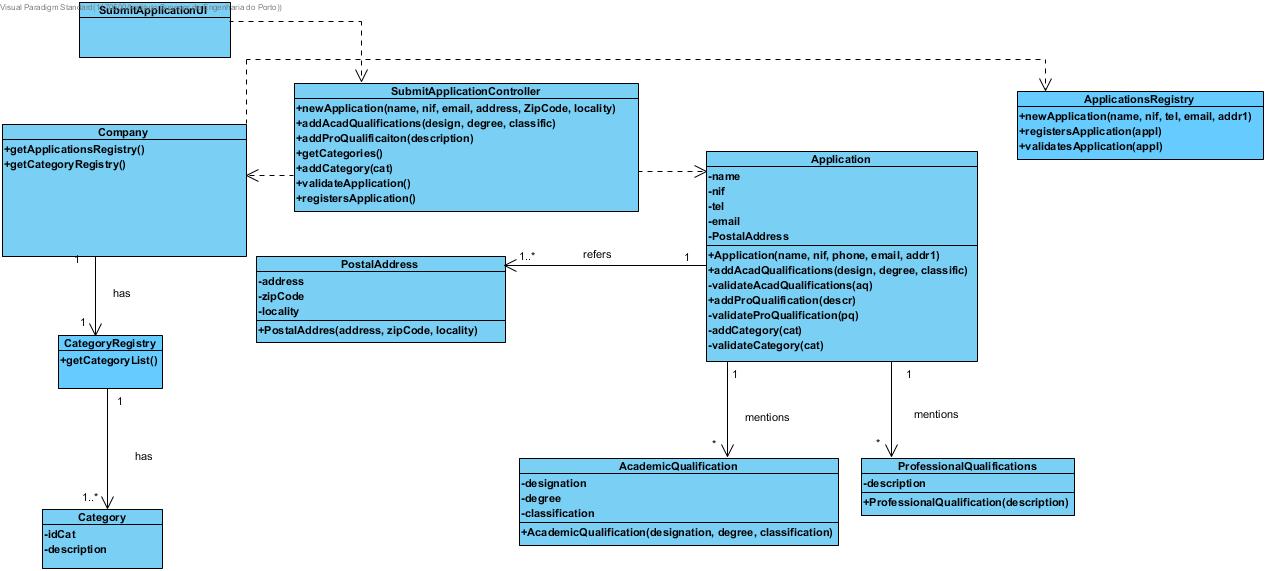 Visual Paradigm Standard(
Engenharia do Porto))
SubmitApplicationUI
SubmitApplicationController
+newApplication(name, nif, email, address, ZipCode, locality)
+addAcadQualifications(design, degree, classific)
+addProQualificaiton(description)
+getCategories()
+addCategory(cat)
+validateApplication()
+registersApplication()
ApplicationsRegistry
+newApplication(name, nif, tel, email, addr1)
+registersApplication(appl)
+validatesApplication(appl)
Company
+getApplicationsRegistry()
+getCategoryRegistry()
Application
-name
-nif
-tel
-email
-PostalAddress
+Application(name, nif, phone, email, addr1)
+addAcadQualifications(design, degree, classific)
-validateAcadQualifications(aq)
+addProQualification(descr)
-validateProQualification(pq)
-addCategory(cat)
-validateCategory(cat)
1..*
refers
1
PostalAddress
-address
-zipCode
-locality
+PostalAddres(address, zipCode, locality)
1
has
1
CategoryRegistry
+getCategoryList()
1
has
1..*
Category
-idCat
-description
1
mentions
*
1
mentions
*
AcademicQualification
-designation
-degree
-classification
+AcademicQualification(designation, degree, classification)
ProfessionalQualifications
-description
+ProfessionalQualification(description)